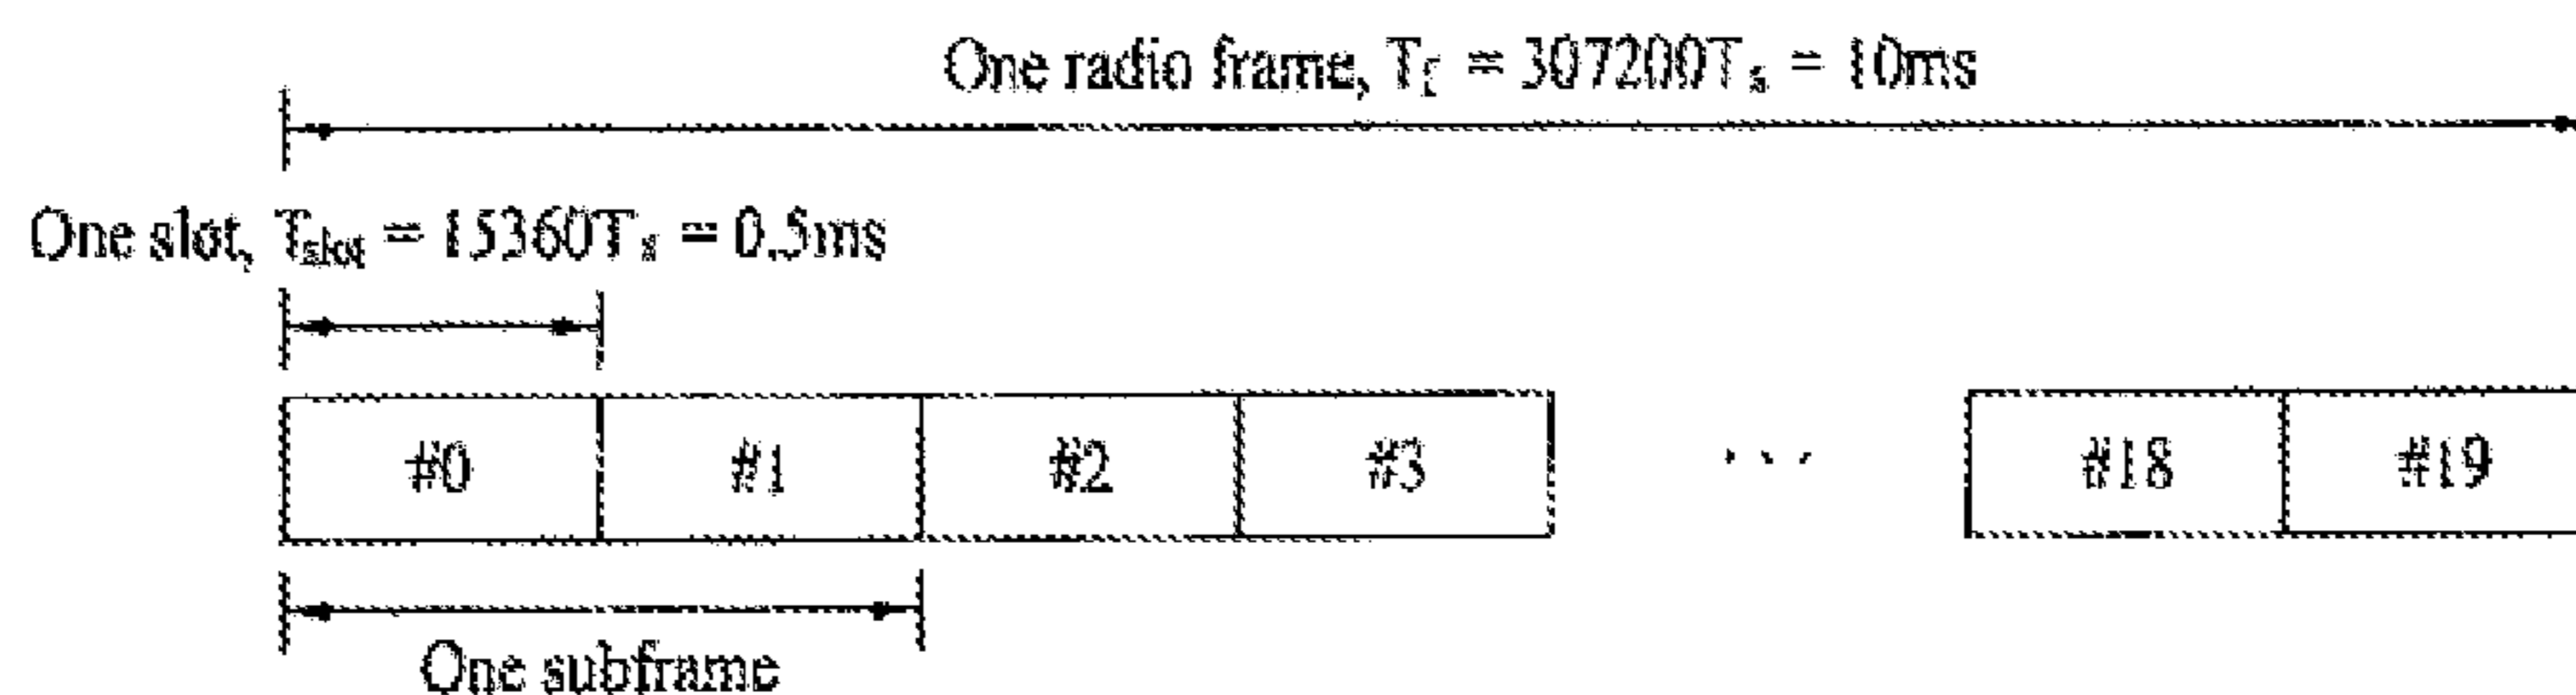 One radio frame, Tf = 307200Ts = 10ms
One slot, Tslot = 15360Ts = 0.5ms
#0 #1 #2 #3 ··· #18 #19
One subframe